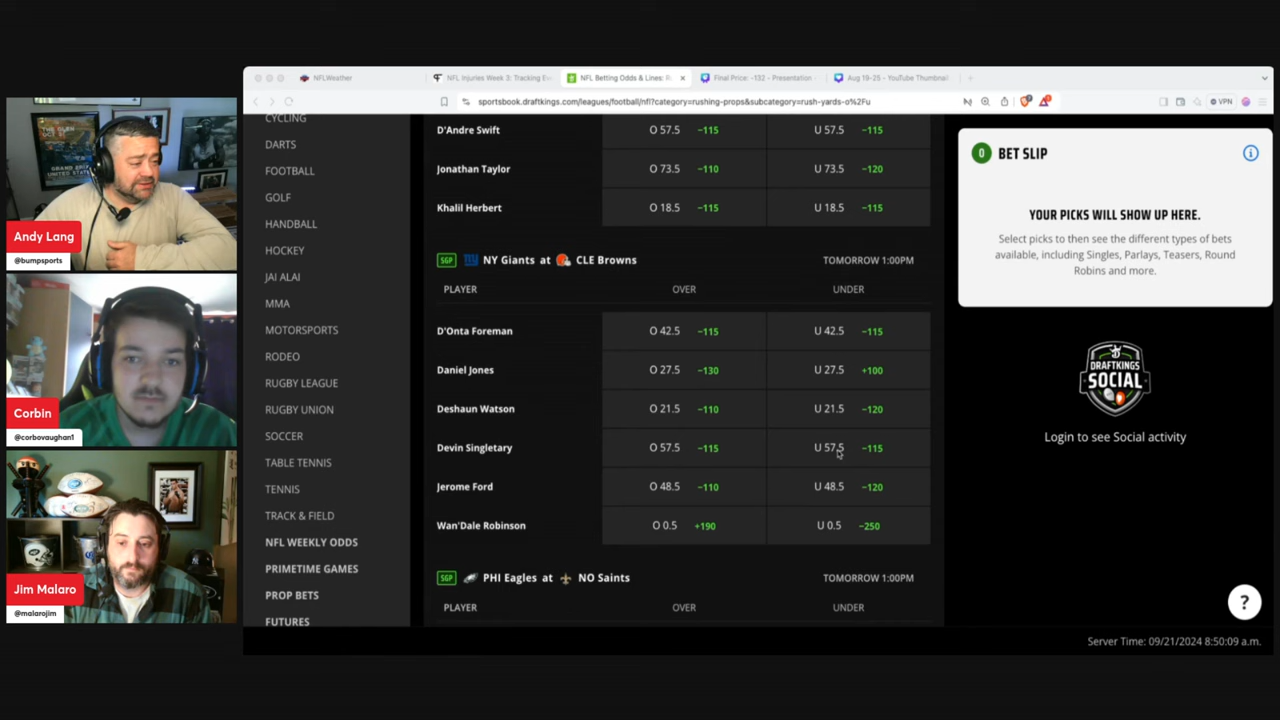 NFLWeather
NFL Injuries Week 3: Tracking Ev
NFL Betting Odds & Lines: R
Final Price: -132 - Presentation
Aug 19-25 - YouTube Thumbnail
sportsbook.draftkings.com/leagues/football/nfl?category=rushing-props&subcategory=rush-yards-o%2Fu
VPN
Andy Lang
@bumpsports
Corbin
@corbovaughan1
Jim Malaro
@malarojim
CYCLING
DARTS
FOOTBALL
GOLF
HANDBALL
HOCKEY
JAI ALAI
MMA
MOTORSPORTS
RODEO
RUGBY LEAGUE
RUGBY UNION
SOCCER
TABLE TENNIS
TENNIS
TRACK & FIELD
NFL WEEKLY ODDS
PRIMETIME GAMES
PROP BETS
FUTURES
D'Andre Swift O 57.5 −115 U 57.5 −115
Jonathan Taylor O 73.5 −110 U 73.5 −120
Khalil Herbert O 18.5 −115 U 18.5 −115
SGP NY Giants at CLE Browns TOMORROW 1:00PM
PLAYER OVER UNDER
D'Onta Foreman O 42.5 −115 U 42.5 −115
Daniel Jones O 27.5 −130 U 27.5 +100
Deshaun Watson O 21.5 −110 U 21.5 −120
Devin Singletary O 57.5 −115 U 57.5 −115
Jerome Ford O 48.5 −110 U 48.5 −120
Wan'Dale Robinson O 0.5 +190 U 0.5 −250
SGP PHI Eagles at NO Saints TOMORROW 1:00PM
PLAYER OVER UNDER
0 BET SLIP
YOUR PICKS WILL SHOW UP HERE.
Select picks to then see the different types of bets
available, including Singles, Parlays, Teasers, Round
Robins and more.
DRAFTKINGS
SOCIAL
Login to see Social activity
?
Server Time: 09/21/2024 8:50:09 a.m.